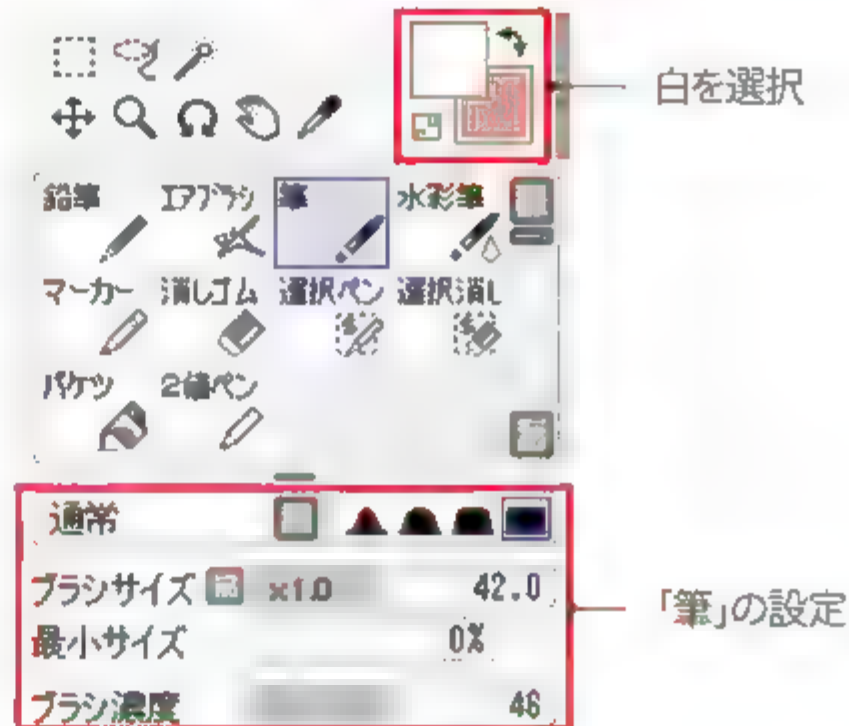 白を選択
鉛筆 エアブラシ 筆 水彩筆
マーカー 消しゴム 選択ペン 選択消し
バケツ 2値ペン
通常
ブラシサイズ ×1.0 42.0
最小サイズ 0%
「筆」の設定
ブラシ濃度 46